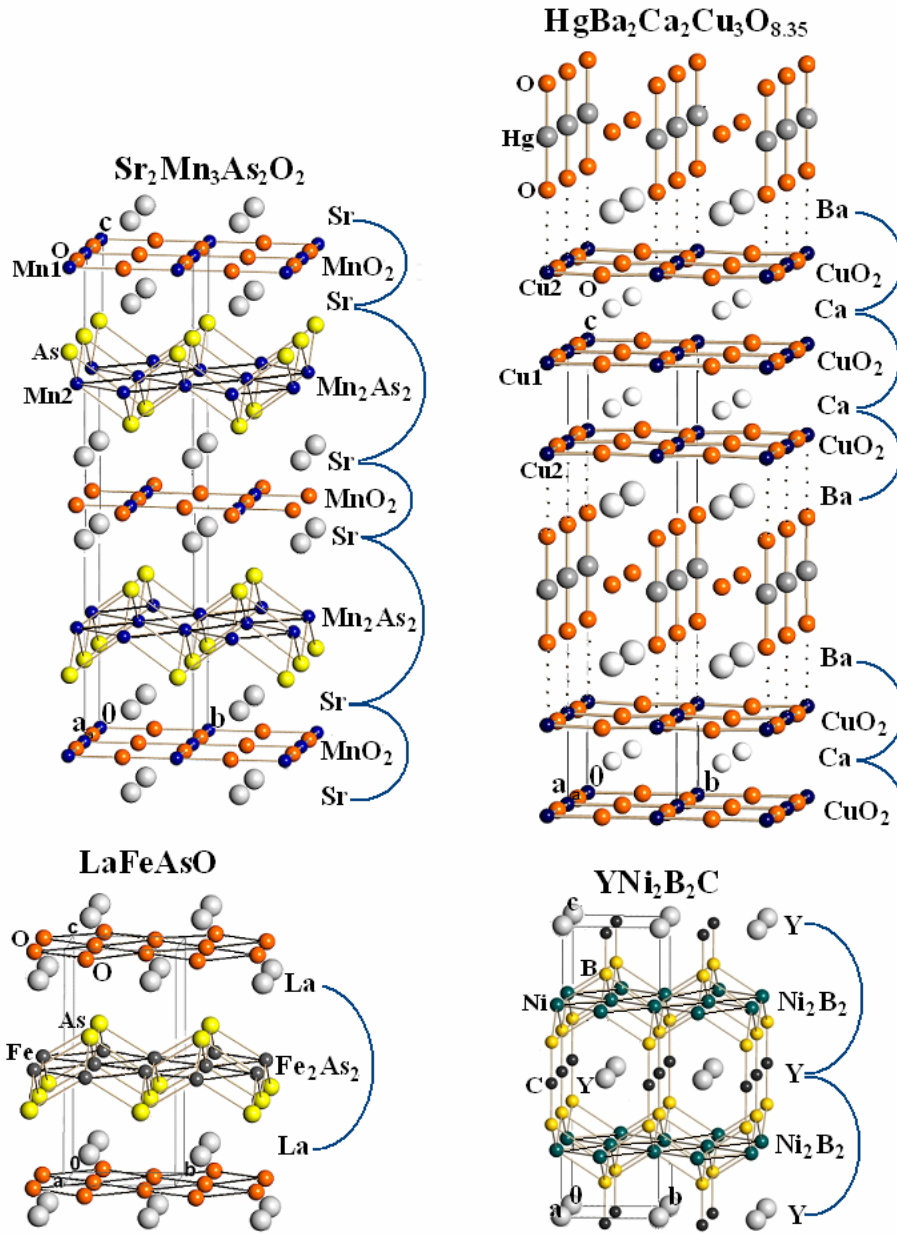 Sr₂Mn₃As₂O₂
Sr
c
O
Mn1
MnO₂
Sr
As
Mn2
Mn₂As₂
Sr
MnO₂
Sr
Mn₂As₂
Sr
a 0 b
MnO₂
Sr
HgBa₂Ca₂Cu₃O₈.₃₅
O
Hg
O
Ba
Cu2
O
CuO₂
Ca
c
Cu1
CuO₂
Ca
Cu2
CuO₂
Ba
Ba
CuO₂
Ca
a 0 b
a
CuO₂
LaFeAsO
c
O
O
La
As
Fe
Fe₂As₂
La
0
a b
YNi₂B₂C
c
Y
B
Ni
Ni₂B₂
C Y
Y
Ni₂B₂
0
a b
Y